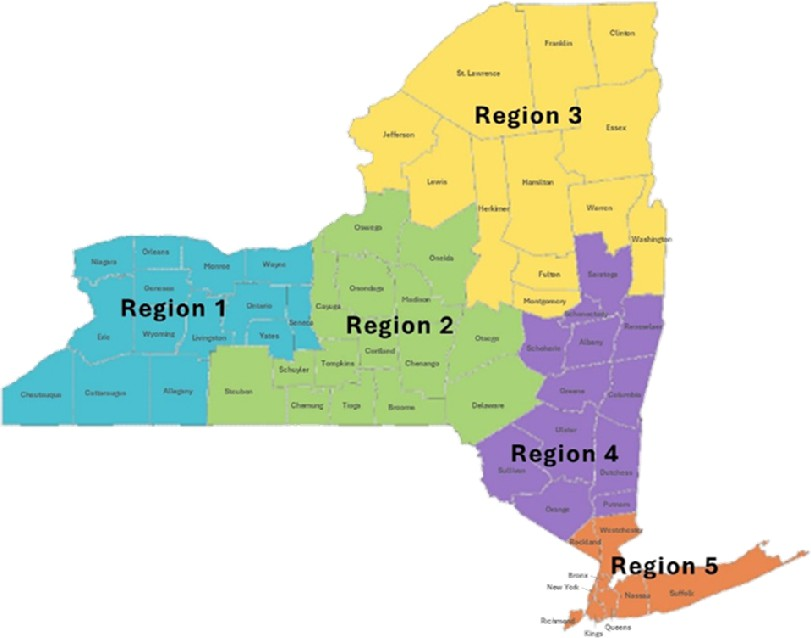 Clinton
Franklin
St. Lawrence
Region 3
Essex
Jefferson
Lewis
Hamilton
Herkimer
Warren
Washington
Oswego
Oneida
Orleans
Niagara
Monroe
Wayne
Fulton
Saratoga
Genesee
Onondaga
Madison
Montgomery
Region 1
Ontario
Cayuga
Seneca
Region 2
Schenectady
Rensselaer
Erie
Wyoming
Livingston
Yates
Otsego
Schoharie
Albany
Cortland
Tompkins
Chenango
Schuyler
Chautauqua
Cattaraugus
Allegany
Steuben
Chemung
Tioga
Broome
Delaware
Greene
Columbia
Ulster
Region 4
Sullivan
Dutchess
Orange
Putnam
Westchester
Rockland
Region 5
Bronx
New York
Nassau
Suffolk
Richmond
Queens
Kings